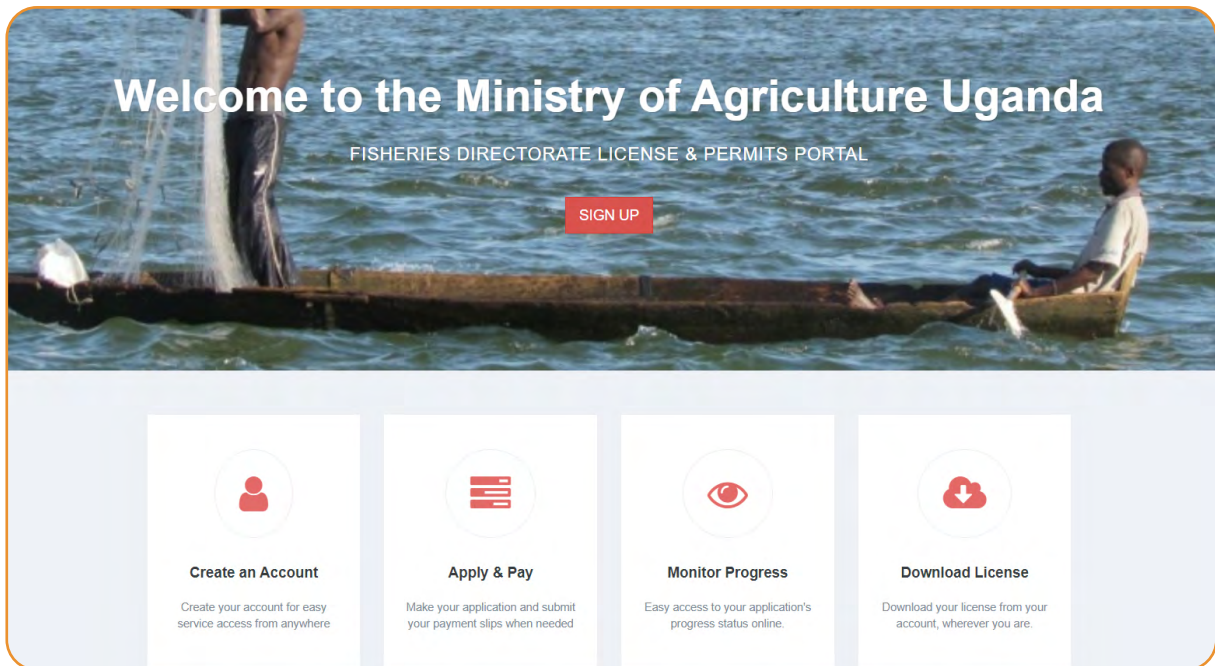 Welcome to the Ministry of Agriculture Uganda
FISHERIES DIRECTORATE LICENSE & PERMITS PORTAL
SIGN UP
Create an Account
Create your account for easy
service access from anywhere
Apply & Pay
Make your application and submit
your payment slips when needed
Monitor Progress
Easy access to your application's
progress status online.
Download License
Download your license from your
account, wherever you are.